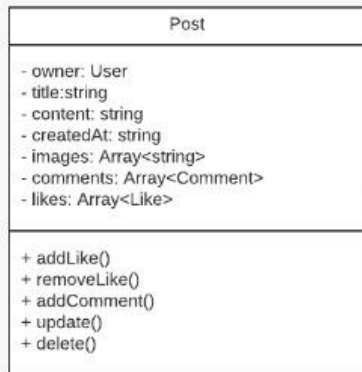 Post
- owner: User
- title:string
- content: string
- createdAt: string
- images: Array<string>
- comments: Array<Comment>
- likes: Array<Like>
+ addLike()
+ removeLike()
+ addComment()
+ update()
+ delete()